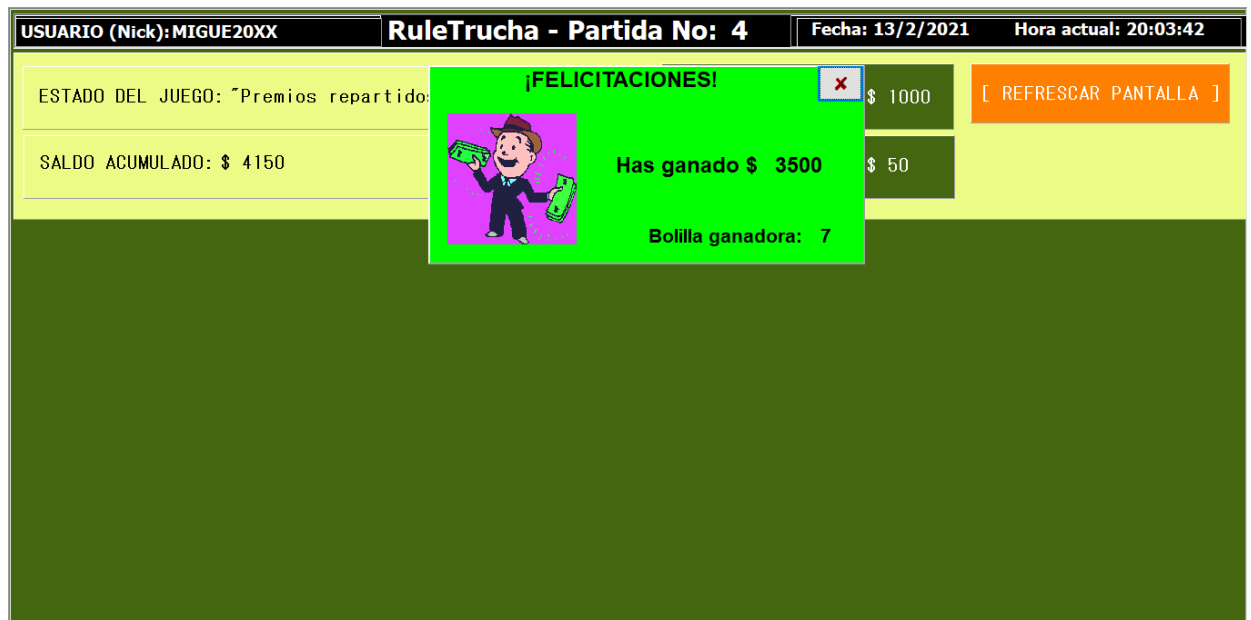 USUARIO (Nick): MIGUE20XX
RuleTrucha - Partida No: 4
Fecha: 13/2/2021 Hora actual: 20:03:42
¡FELICITACIONES!
ESTADO DEL JUEGO: "Premios repartidos
$ 1000
[ REFRESCAR PANTALLA ]
SALDO ACUMULADO: $ 4150
Has ganado $ 3500
$ 50
Bolilla ganadora: 7